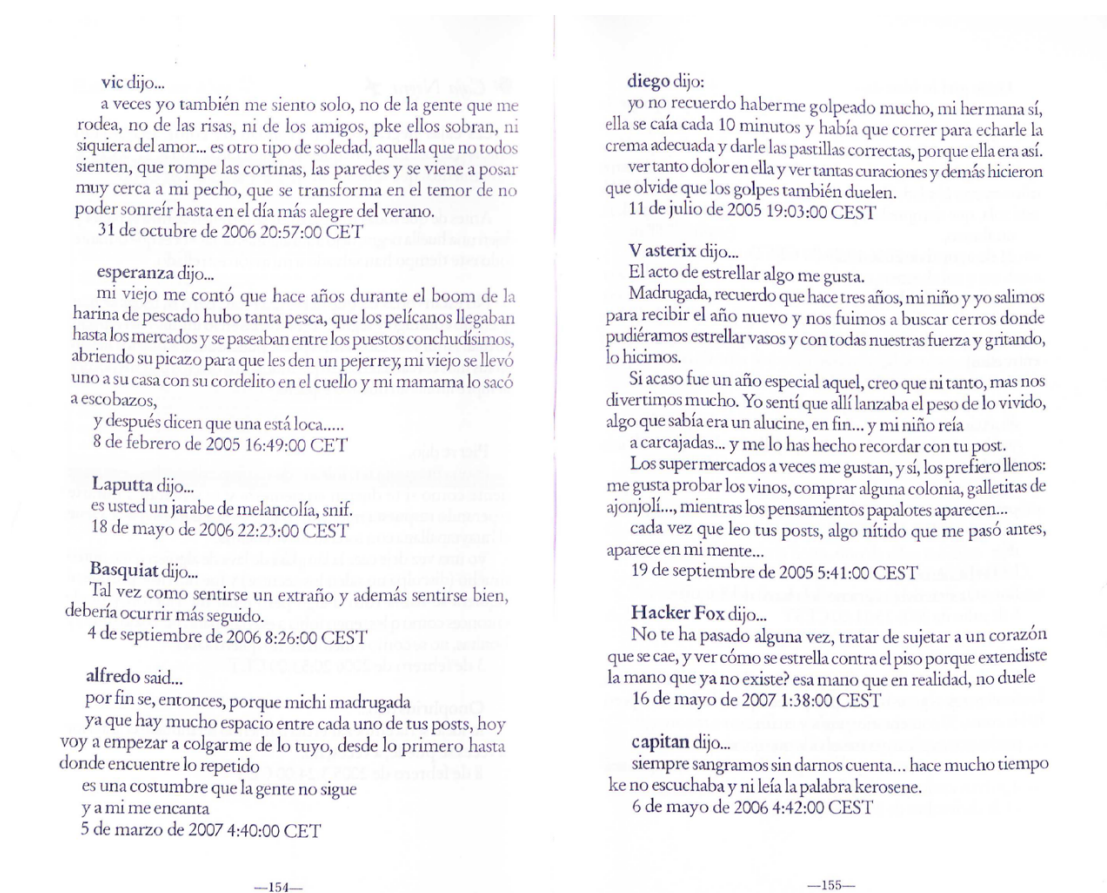 vic dijo...
a veces yo también me siento solo, no de la gente que me
rodea, no de las risas, ni de los amigos, pke ellos sobran, ni
siquiera del amor... es otro tipo de soledad, aquella que no todos
sienten, que rompe las cortinas, las paredes y se viene a posar
muy cerca a mi pecho, que se transforma en el temor de no
poder sonreír hasta en el día más alegre del verano.
31 de octubre de 2006 20:57:00 CET
esperanza dijo...
mi viejo me contó que hace años durante el boom de la
harina de pescado hubo tanta pesca, que los pelícanos llegaban
hasta los mercados y se paseaban entre los puestos conchudísimos,
abriendo su picazo para que les den un pejerrey, mi viejo se llevó
uno a su casa con su cordelito en el cuello y mi mamama lo sacó
a escobazos,
y después dicen que una está loca.....
8 de febrero de 2005 16:49:00 CET
Laputta dijo...
es usted un jarabe de melancolía, snif.
18 de mayo de 2006 22:23:00 CEST
Basquiat dijo...
Tal vez como sentirse un extraño y además sentirse bien,
debería ocurrir más seguido.
4 de septiembre de 2006 8:26:00 CEST
alfredo said...
por fin se, entonces, porque michi madrugada
ya que hay mucho espacio entre cada uno de tus posts, hoy
voy a empezar a colgarme de lo tuyo, desde lo primero hasta
donde encuentre lo repetido
es una costumbre que la gente no sigue
y a mi me encanta
5 de marzo de 2007 4:40:00 CET
—154—
diego dijo:
yo no recuerdo haberme golpeado mucho, mi hermana sí,
ella se caía cada 10 minutos y había que correr para echarle la
crema adecuada y darle las pastillas correctas, porque ella era así.
ver tanto dolor en ella y ver tantas curaciones y demás hicieron
que olvide que los golpes también duelen.
11 de julio de 2005 19:03:00 CEST
V asterix dijo...
El acto de estrellar algo me gusta.
Madrugada, recuerdo que hace tres años, mi niño y yo salimos
para recibir el año nuevo y nos fuimos a buscar cerros donde
pudiéramos estrellar vasos y con todas nuestras fuerza y gritando,
lo hicimos.
Si acaso fue un año especial aquel, creo que ni tanto, mas nos
divertimos mucho. Yo sentí que allí lanzaba el peso de lo vivido,
algo que sabía era un alucine, en fin... y mi niño reía
a carcajadas... y me lo has hecho recordar con tu post.
Los supermercados a veces me gustan, y sí, los prefiero llenos:
me gusta probar los vinos, comprar alguna colonia, galletitas de
ajonjolí..., mientras los pensamientos papalotes aparecen...
cada vez que leo tus posts, algo nítido que me pasó antes,
aparece en mi mente...
19 de septiembre de 2005 5:41:00 CEST
Hacker Fox dijo...
No te ha pasado alguna vez, tratar de sujetar a un corazón
que se cae, y ver cómo se estrella contra el piso porque extendiste
la mano que ya no existe? esa mano que en realidad, no duele
16 de mayo de 2007 1:38:00 CEST
capitan dijo...
siempre sangramos sin darnos cuenta... hace mucho tiempo
ke no escuchaba y ni leía la palabra kerosene.
6 de mayo de 2006 4:42:00 CEST
—155—